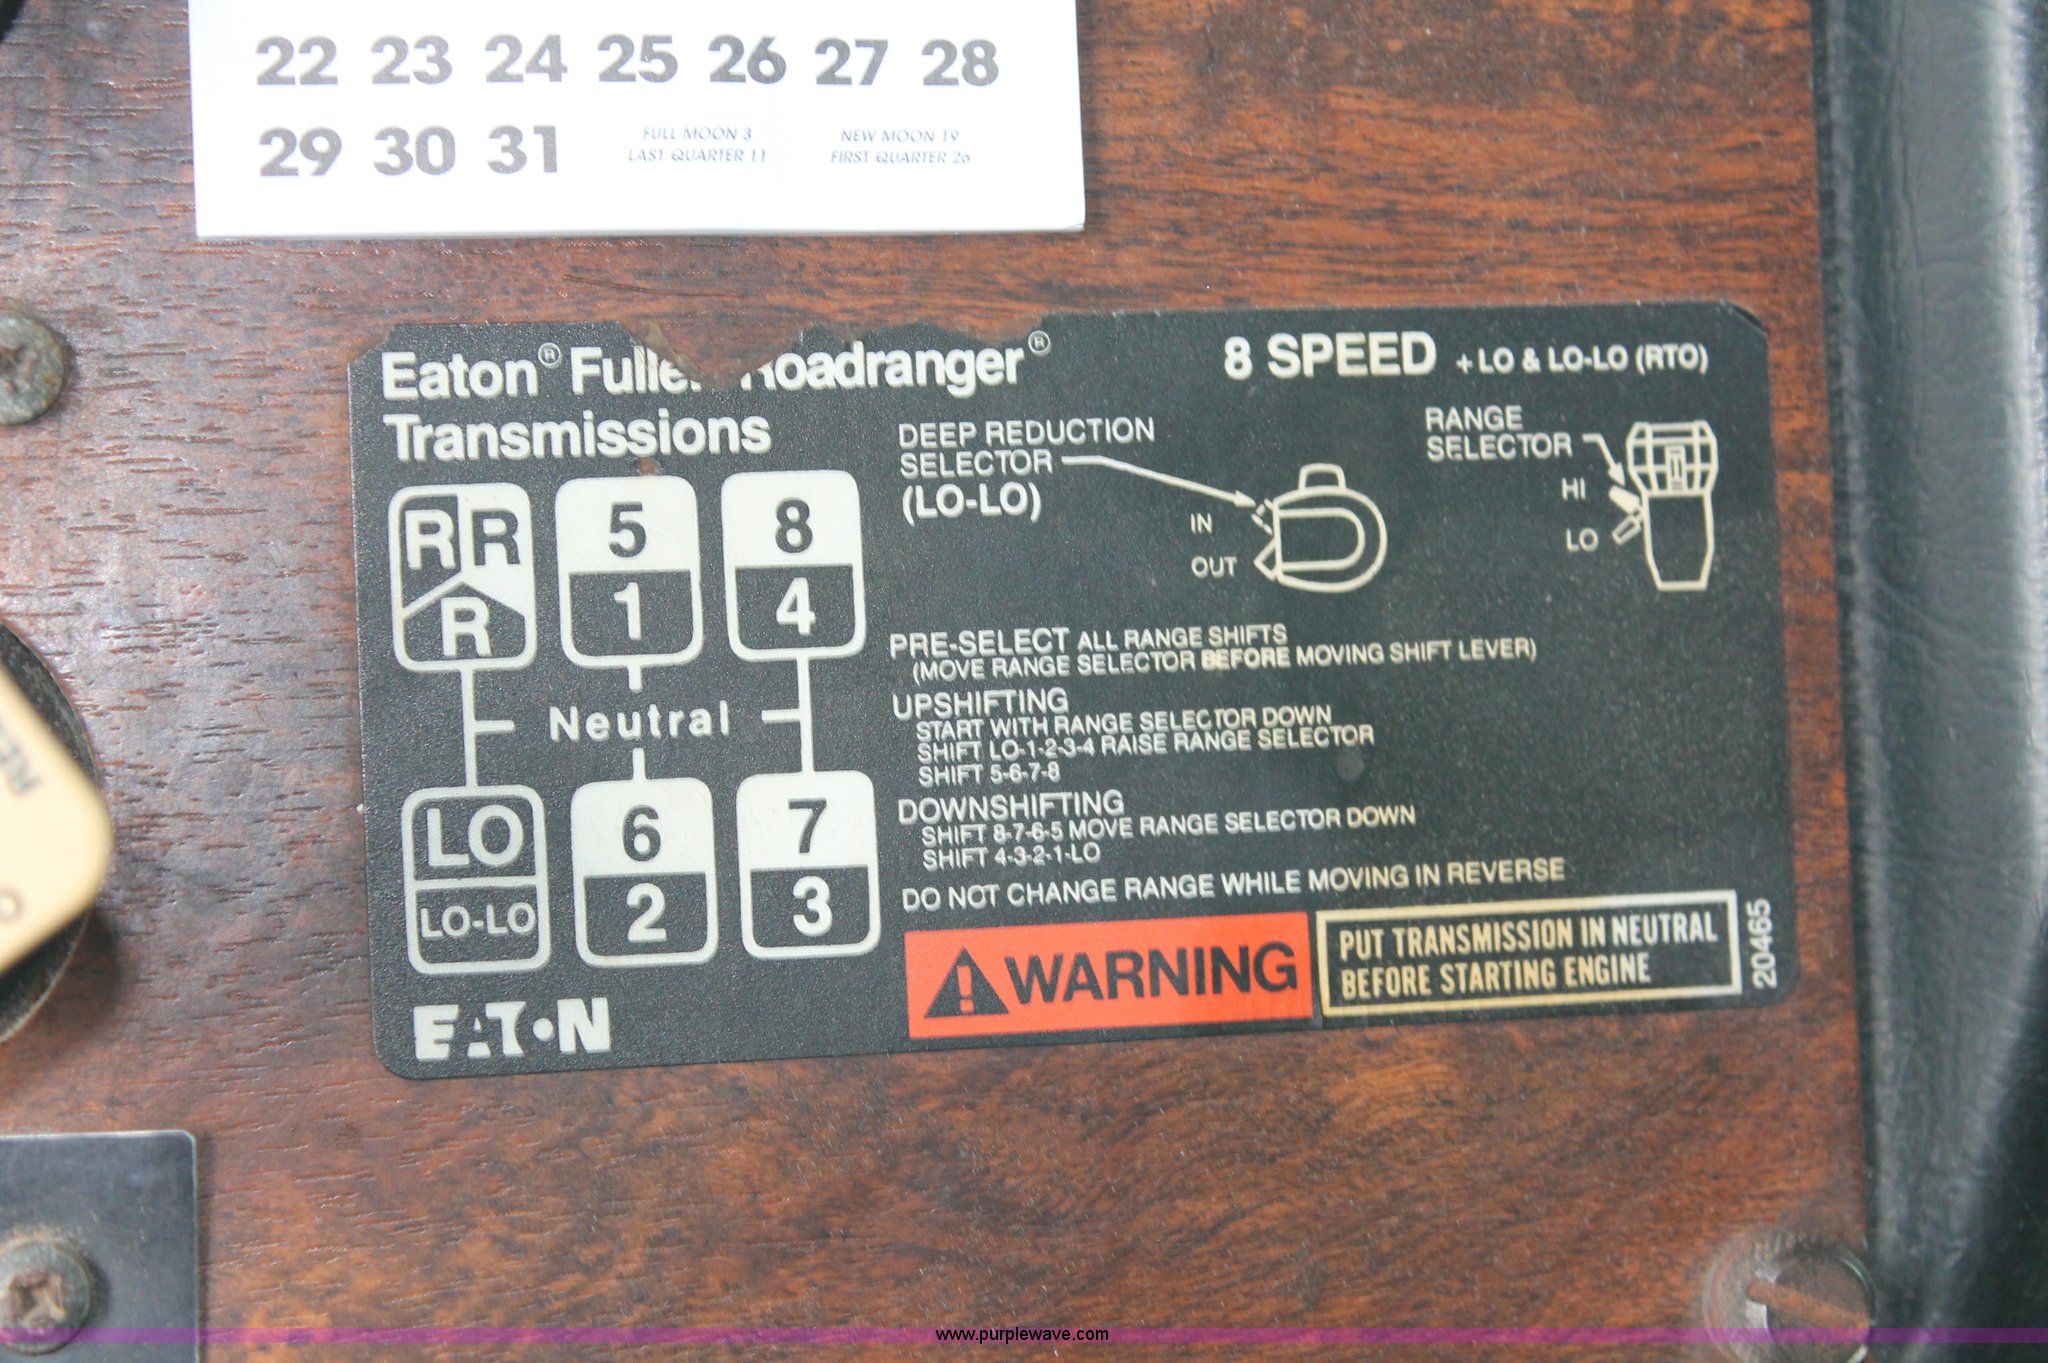 22 23 24 25 26 27 28
29 30 31
FULL MOON 3
LAST QUARTER 11
NEW MOON 19
FIRST QUARTER 26
Eaton® Fuller Roadranger®
Transmissions
8 SPEED + LO & LO-LO (RTO)
DEEP REDUCTION
SELECTOR
(LO-LO)
IN
OUT
RANGE
SELECTOR
HI
LO
R R
R
5
1
8
4
Neutral
LO
LO-LO
6
2
7
3
PRE-SELECT ALL RANGE SHIFTS
(MOVE RANGE SELECTOR BEFORE MOVING SHIFT LEVER)
UPSHIFTING
START WITH RANGE SELECTOR DOWN
SHIFT LO-1-2-3-4 RAISE RANGE SELECTOR
SHIFT 5-6-7-8
DOWNSHIFTING
SHIFT 8-7-6-5 MOVE RANGE SELECTOR DOWN
SHIFT 4-3-2-1-LO
DO NOT CHANGE RANGE WHILE MOVING IN REVERSE
WARNING
PUT TRANSMISSION IN NEUTRAL
BEFORE STARTING ENGINE
20465
EATON
www.purplewave.com